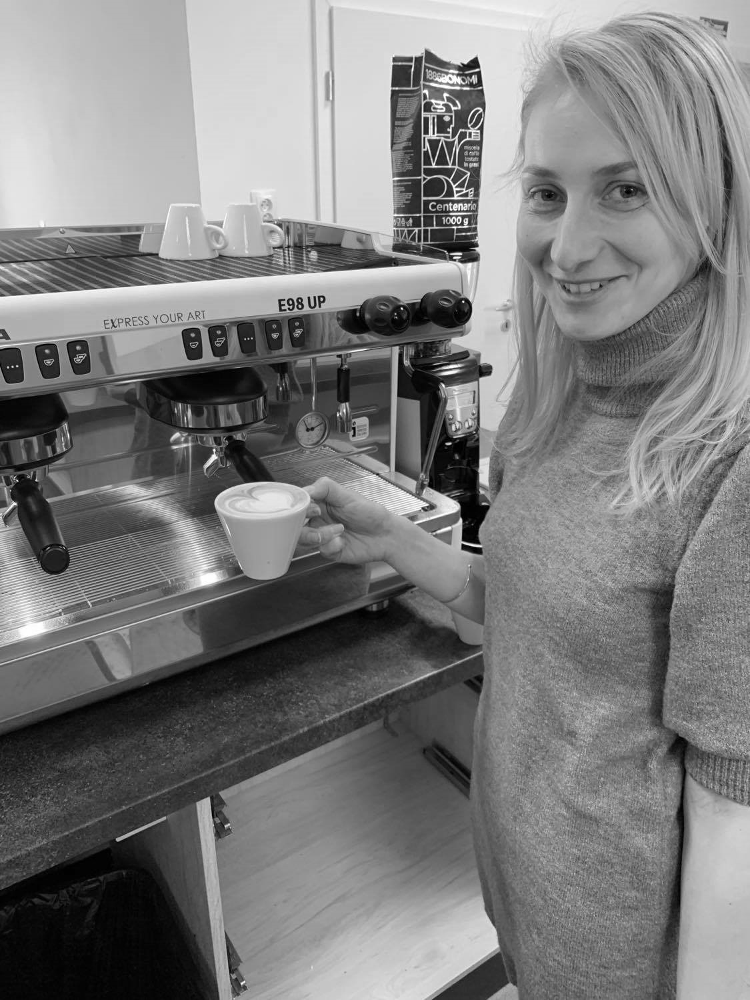 1886BONOMI
miscela
di caffè
tostato
in grani
Centenario
1000 g
E98 UP
EXPRESS YOUR ART
A